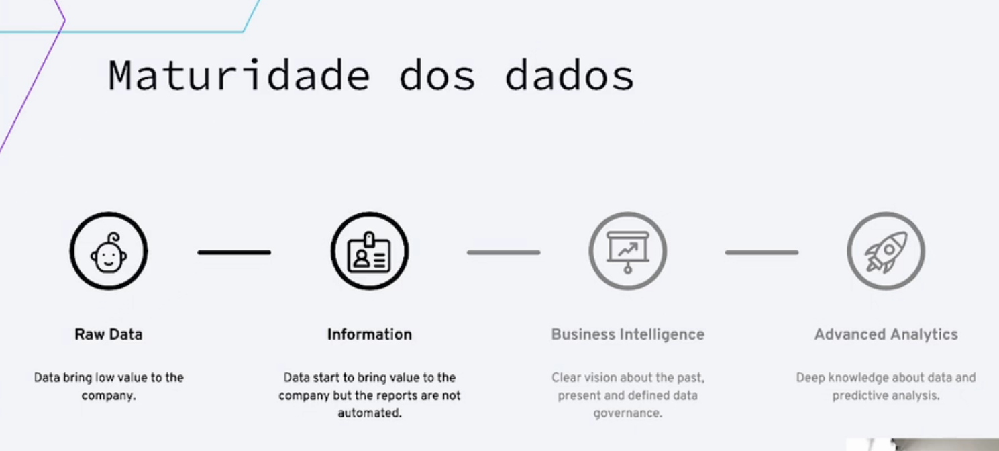 Maturidade dos dados
Raw Data
Data bring low value to the
company.
Information
Data start to bring value to the
company but the reports are not
automated.
Business Intelligence
Clear vision about the past,
present and defined data
governance.
Advanced Analytics
Deep knowledge about data and
predictive analysis.